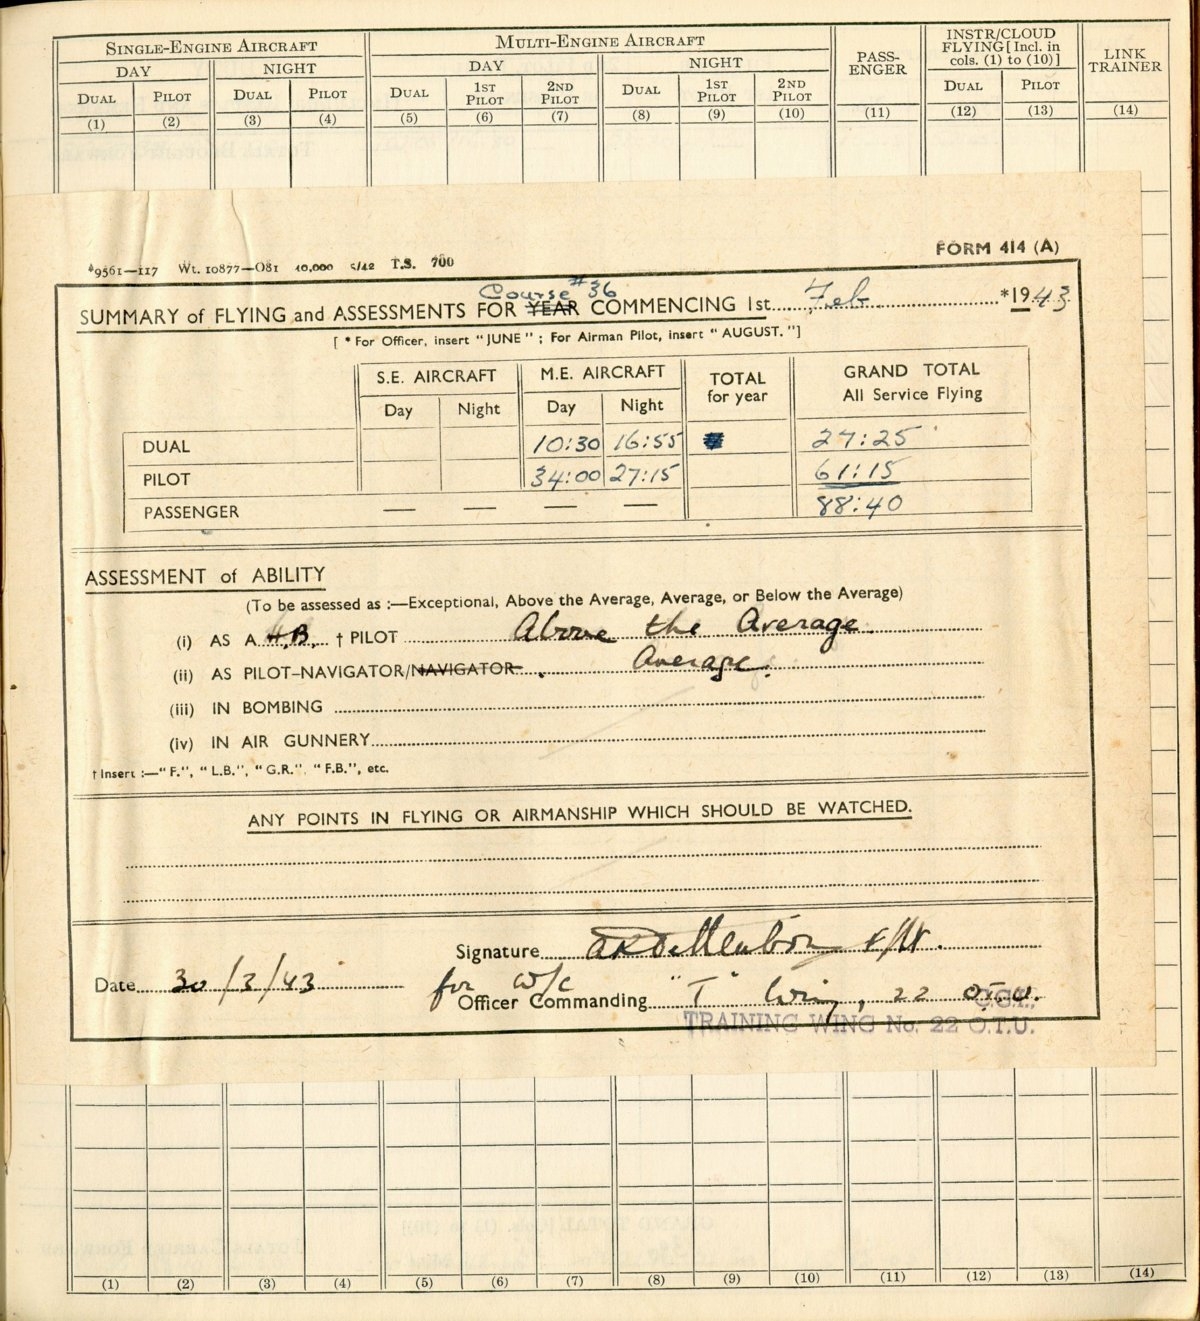 SINGLE-ENGINE AIRCRAFT MULTI-ENGINE AIRCRAFT PASS-ENGER INSTR/CLOUD FLYING [Incl. in cols. (1) to (10)] LINK TRAINER
DAY NIGHT DAY NIGHT
DUAL PILOT DUAL PILOT DUAL 1ST PILOT 2ND PILOT DUAL 1ST PILOT 2ND PILOT DUAL PILOT
(1) (2) (3) (4) (5) (6) (7) (8) (9) (10) (11) (12) (13) (14)
FORM 414 (A)
*9561—117 Wt. 10877—O81 40,000 5/42 T.S. 700
Course #36
SUMMARY of FLYING and ASSESSMENTS FOR YEAR COMMENCING 1st Feb *1943
[ *For Officer, insert "JUNE" ; For Airman Pilot, insert "AUGUST."]
S.E. AIRCRAFT M.E. AIRCRAFT TOTAL for year GRAND TOTAL All Service Flying
Day Night Day Night
DUAL 10:30 16:55 27:25
PILOT 34:00 27:15 61:15
PASSENGER — — — — 88:40
ASSESSMENT of ABILITY
(To be assessed as :—Exceptional, Above the Average, Average, or Below the Average)
(i) AS A H.B. † PILOT Above the Average
(ii) AS PILOT-NAVIGATOR/NAVIGATOR Average.
(iii) IN BOMBING
(iv) IN AIR GUNNERY
† Insert :—"F.", "L.B.", "G.R.". "F.B.", etc.
ANY POINTS IN FLYING OR AIRMANSHIP WHICH SHOULD BE WATCHED.
Signature F/Lt.
Date 30/3/43 for W/C
Officer Commanding "T" Wing, 22 O.T.U.
TRAINING WING No. 22 O.T.U.
(1) (2) (3) (4) (5) (6) (7) (8) (9) (10) (11) (12) (13) (14)